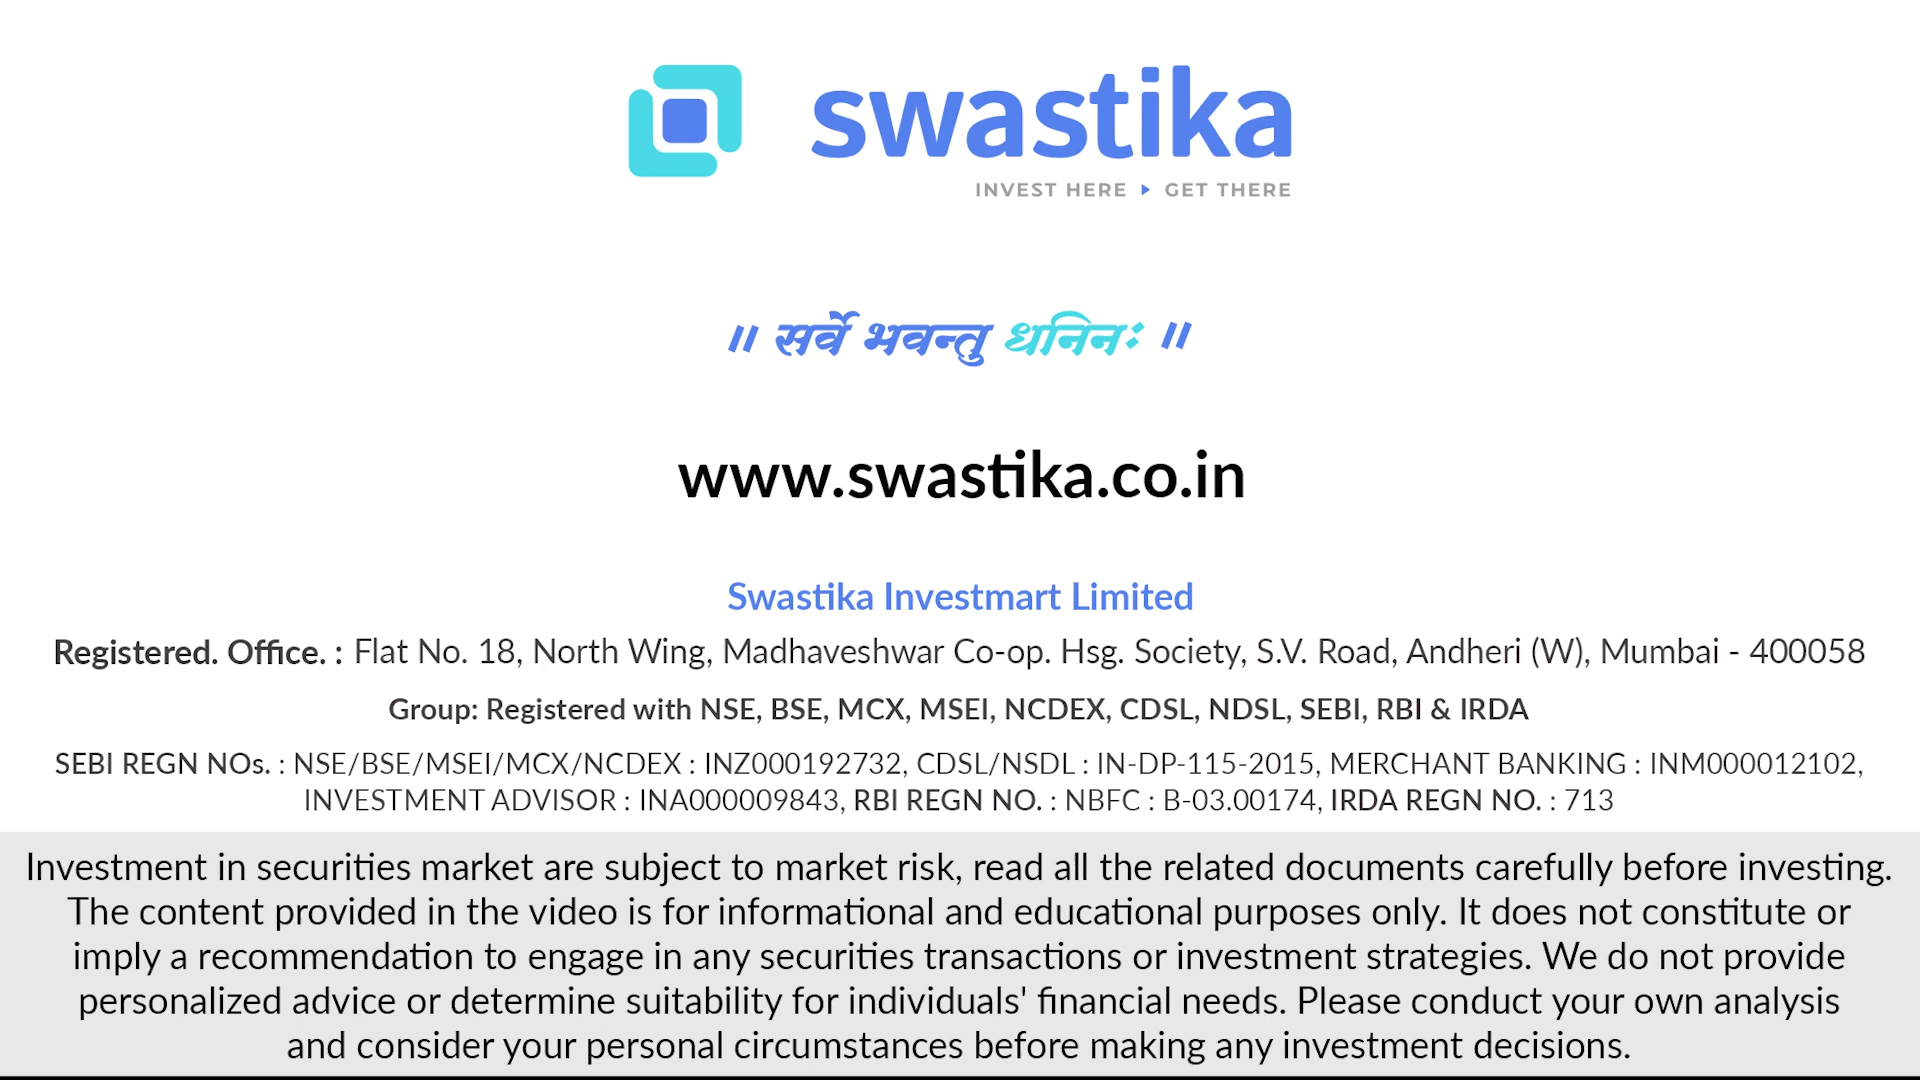 swastika
INVEST HERE ▸ GET THERE
॥ सर्वे भवन्तु धनिनः ॥
www.swastika.co.in
Swastika Investmart Limited
Registered. Office. : Flat No. 18, North Wing, Madhaveshwar Co-op. Hsg. Society, S.V. Road, Andheri (W), Mumbai - 400058
Group: Registered with NSE, BSE, MCX, MSEI, NCDEX, CDSL, NDSL, SEBI, RBI & IRDA
SEBI REGN NOs. : NSE/BSE/MSEI/MCX/NCDEX : INZ000192732, CDSL/NSDL : IN-DP-115-2015, MERCHANT BANKING : INM000012102,
INVESTMENT ADVISOR : INA000009843, RBI REGN NO. : NBFC : B-03.00174, IRDA REGN NO. : 713
Investment in securities market are subject to market risk, read all the related documents carefully before investing.
The content provided in the video is for informational and educational purposes only. It does not constitute or
imply a recommendation to engage in any securities transactions or investment strategies. We do not provide
personalized advice or determine suitability for individuals' financial needs. Please conduct your own analysis
and consider your personal circumstances before making any investment decisions.